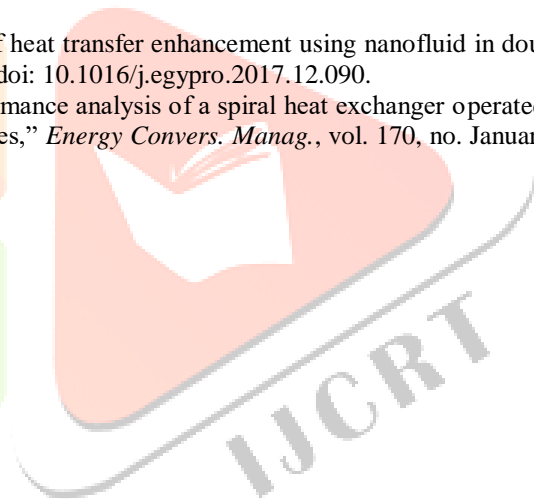 f heat transfer enhancement using nanofluid in dou
doi: 10.1016/j.egypro.2017.12.090.
mance analysis of a spiral heat exchanger operated
es,” Energy Convers. Manag., vol. 170, no. Januar
IJCRT